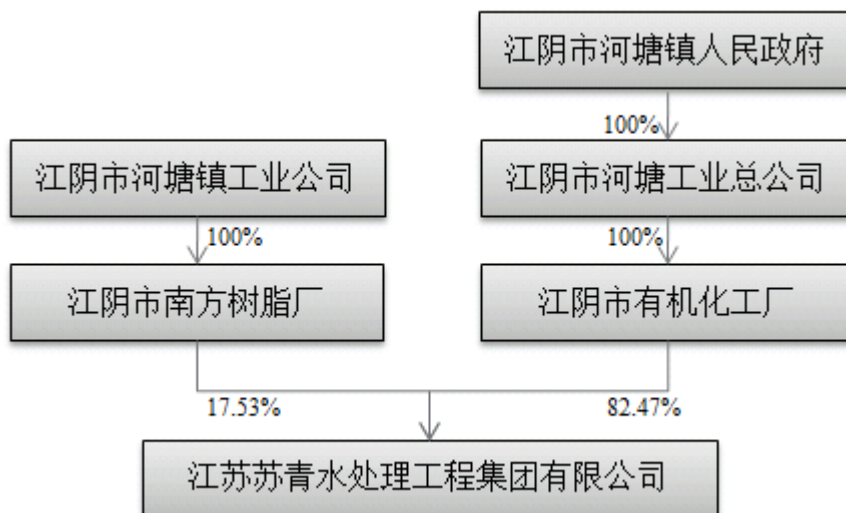 江阴市河塘镇人民政府
100%
江阴市河塘镇工业公司
江阴市河塘工业总公司
100%
100%
江阴市南方树脂厂
江阴市有机化工厂
17.53%
82.47%
江苏苏青水处理工程集团有限公司